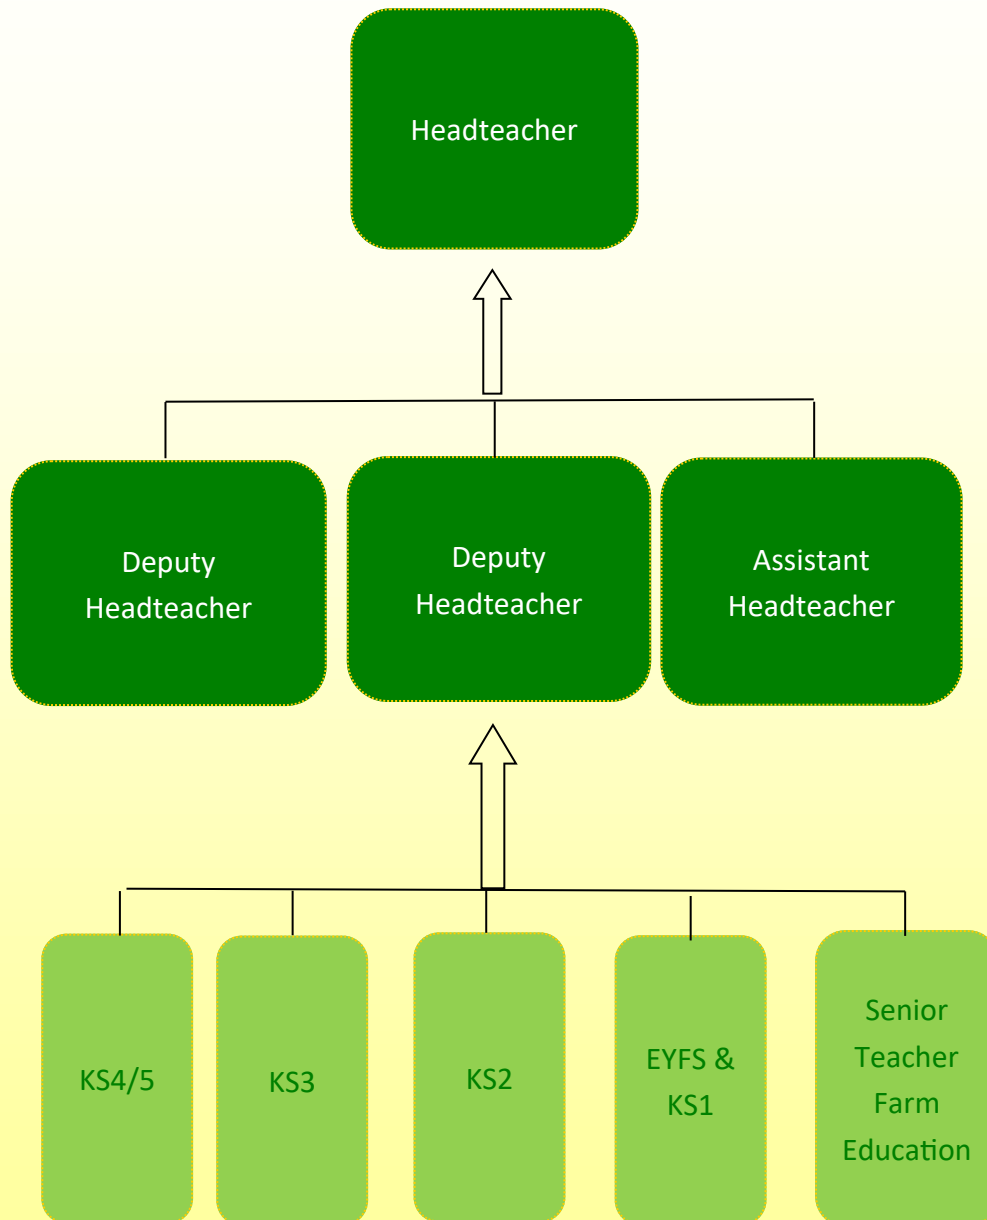 Headteacher
Deputy
Headteacher
Deputy
Headteacher
Assistant
Headteacher
KS4/5
KS3
KS2
EYFS &
KS1
Senior
Teacher
Farm
Education